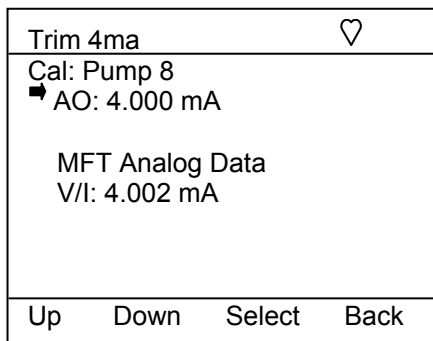 Trim 4ma
Cal: Pump 8
AO: 4.000 mA
MFT Analog Data
V/I: 4.002 mA
Up Down Select Back